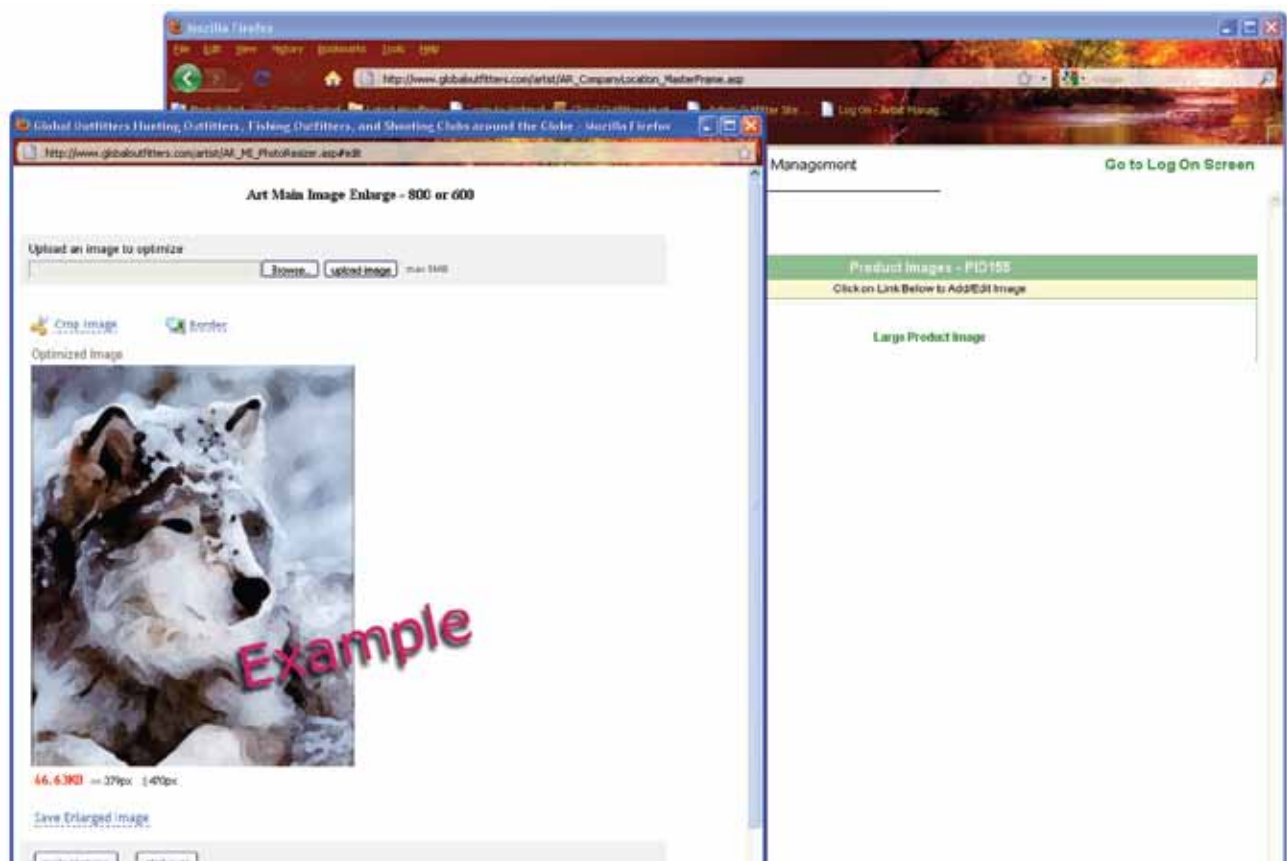 Mozilla Firefox
File Edit View History Bookmarks Tools Help
http://www.globaloutfitters.com/artist/AR_CompanyLocation_MasterFrame.asp
Log On - Artist Manag
Global Outfitters Hunting Outfitters, Fishing Outfitters, and Shooting Clubs around the Globe - Mozilla Firefox
http://www.globaloutfitters.com/artist/AR_MI_PhotoResizer.asp#edit
Management
Go to Log On Screen
Art Main Image Enlarge - 800 or 600
Upload an image to optimize
Browse... upload image max 5MB
Product Images - PID155
Click on Link Below to Add/Edit Image
Large Product Image
Crop Image Border
Optimized Image
Example
46.63KB 379px 470px
Save Enlarged Image